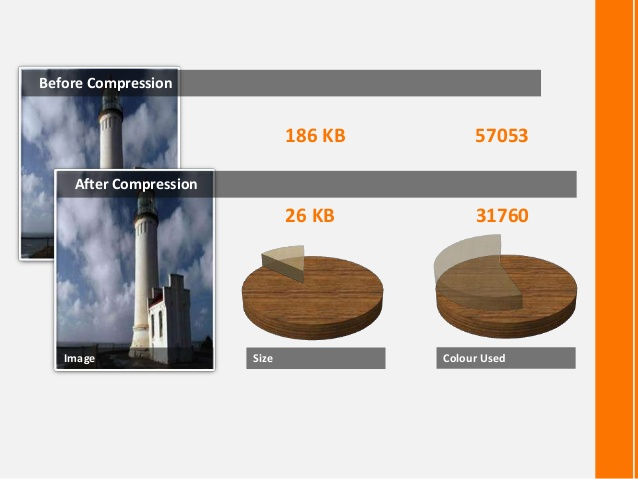 Before Compression
186 KB
57053
After Compression
26 KB
31760
Image
Size
Colour Used